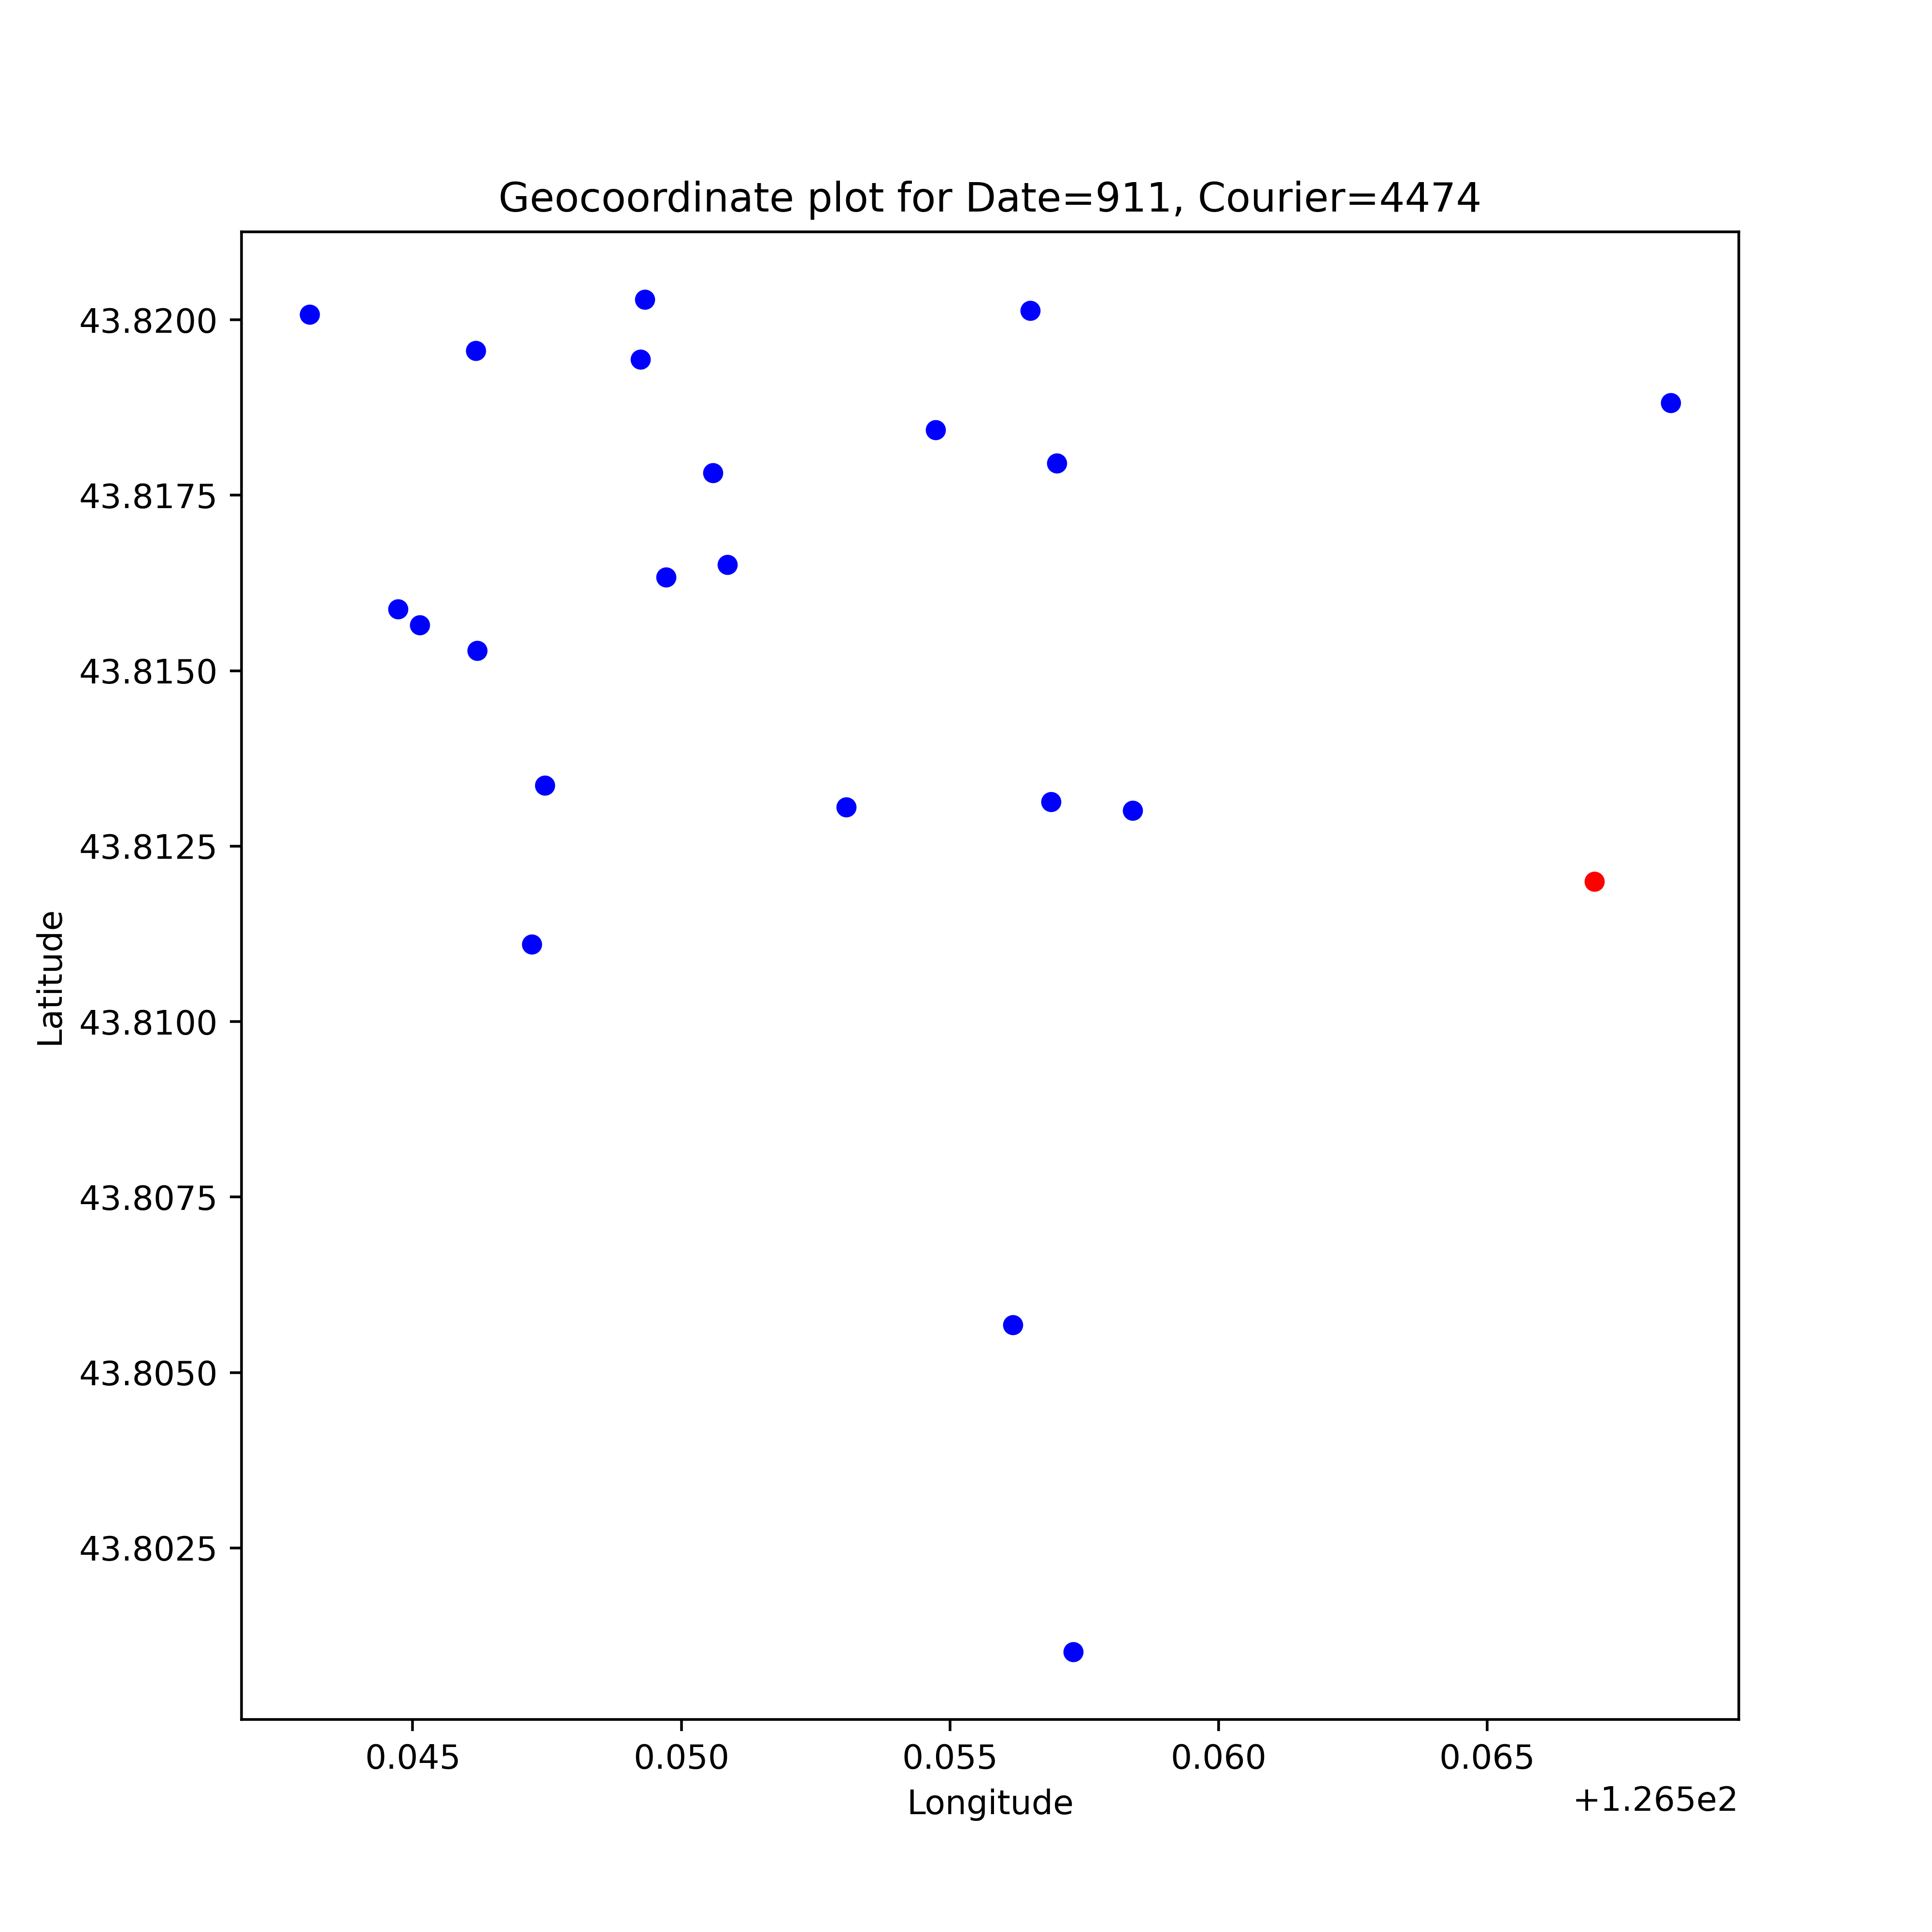 Geocoordinate plot for Date=911, Courier=4474
43.8200
43.8175
43.8150
43.8125
43.8100
43.8075
43.8050
43.8025
Latitude
0.045 0.050 0.055 0.060 0.065
Longitude
+1.265e2